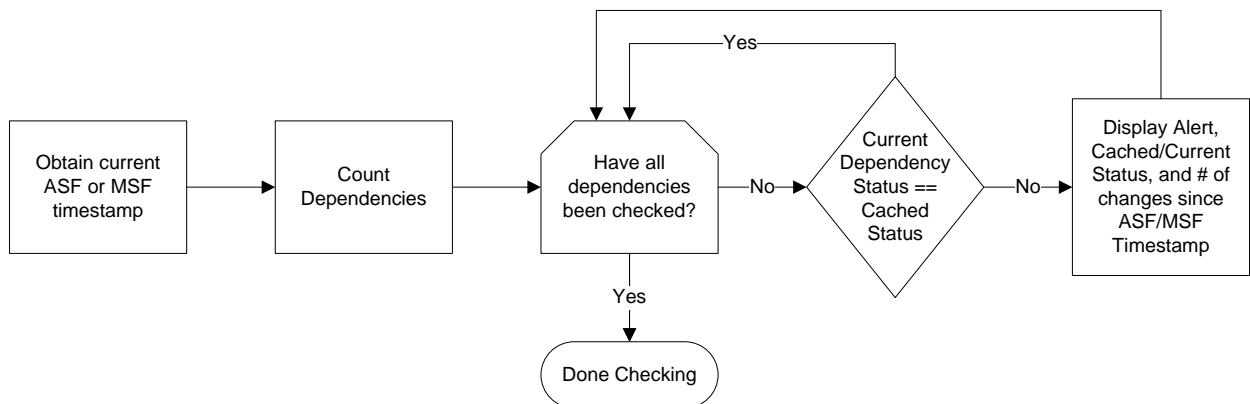 Yes
Obtain current
ASF or MSF
timestamp
Count
Dependencies
Have all
dependencies
been checked?
No
Current
Dependency
Status ==
Cached
Status
No
Display Alert,
Cached/Current
Status, and # of
changes since
ASF/MSF
Timestamp
Yes
Done Checking